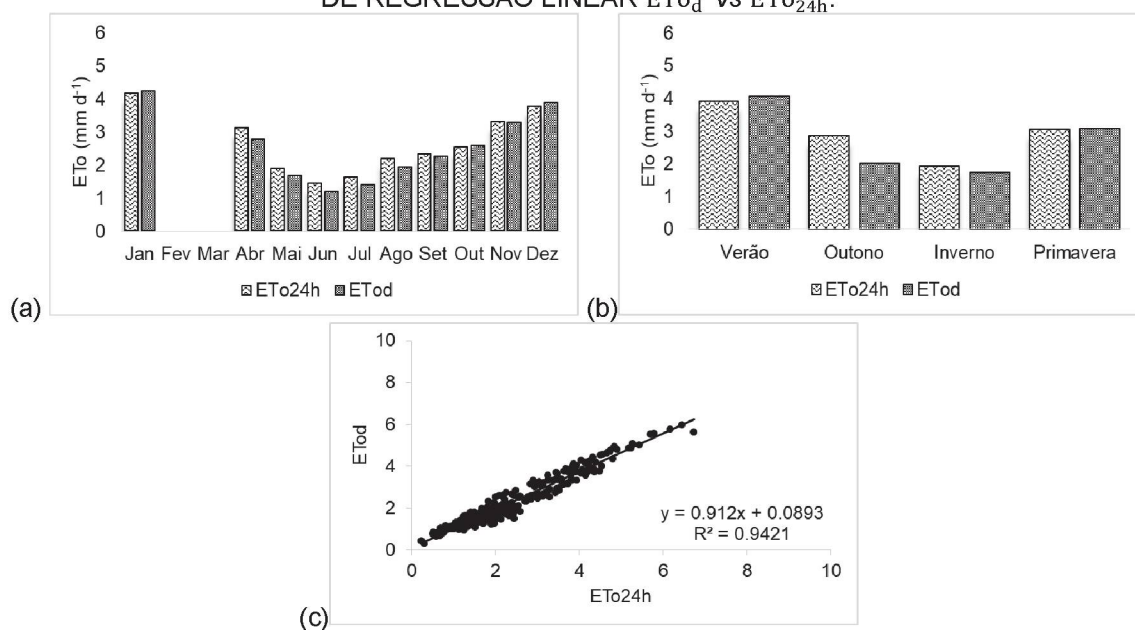 DE REGRESSÃO LINEAR ETo_d vs ETo_24h.
6
5
4
3
2
1
0
ETo (mm d⁻¹)
Jan Fev Mar Abr Mai Jun Jul Ago Set Out Nov Dez
ETo24h ETod
(a)
6
5
4
3
2
1
0
ETo (mm d⁻¹)
Verão Outono Inverno Primavera
ETo24h ETod
(b)
10
8
6
4
2
0
ETod
y = 0.912x + 0.0893
R² = 0.9421
0 2 4 6 8 10
ETo24h
(c)